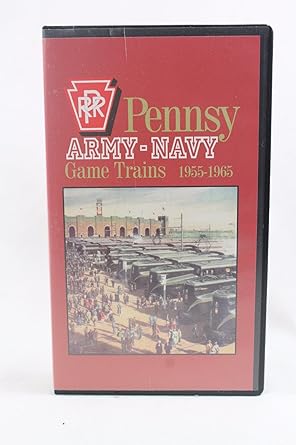 PRR Pennsy
ARMY-NAVY
Game Trains 1955-1965